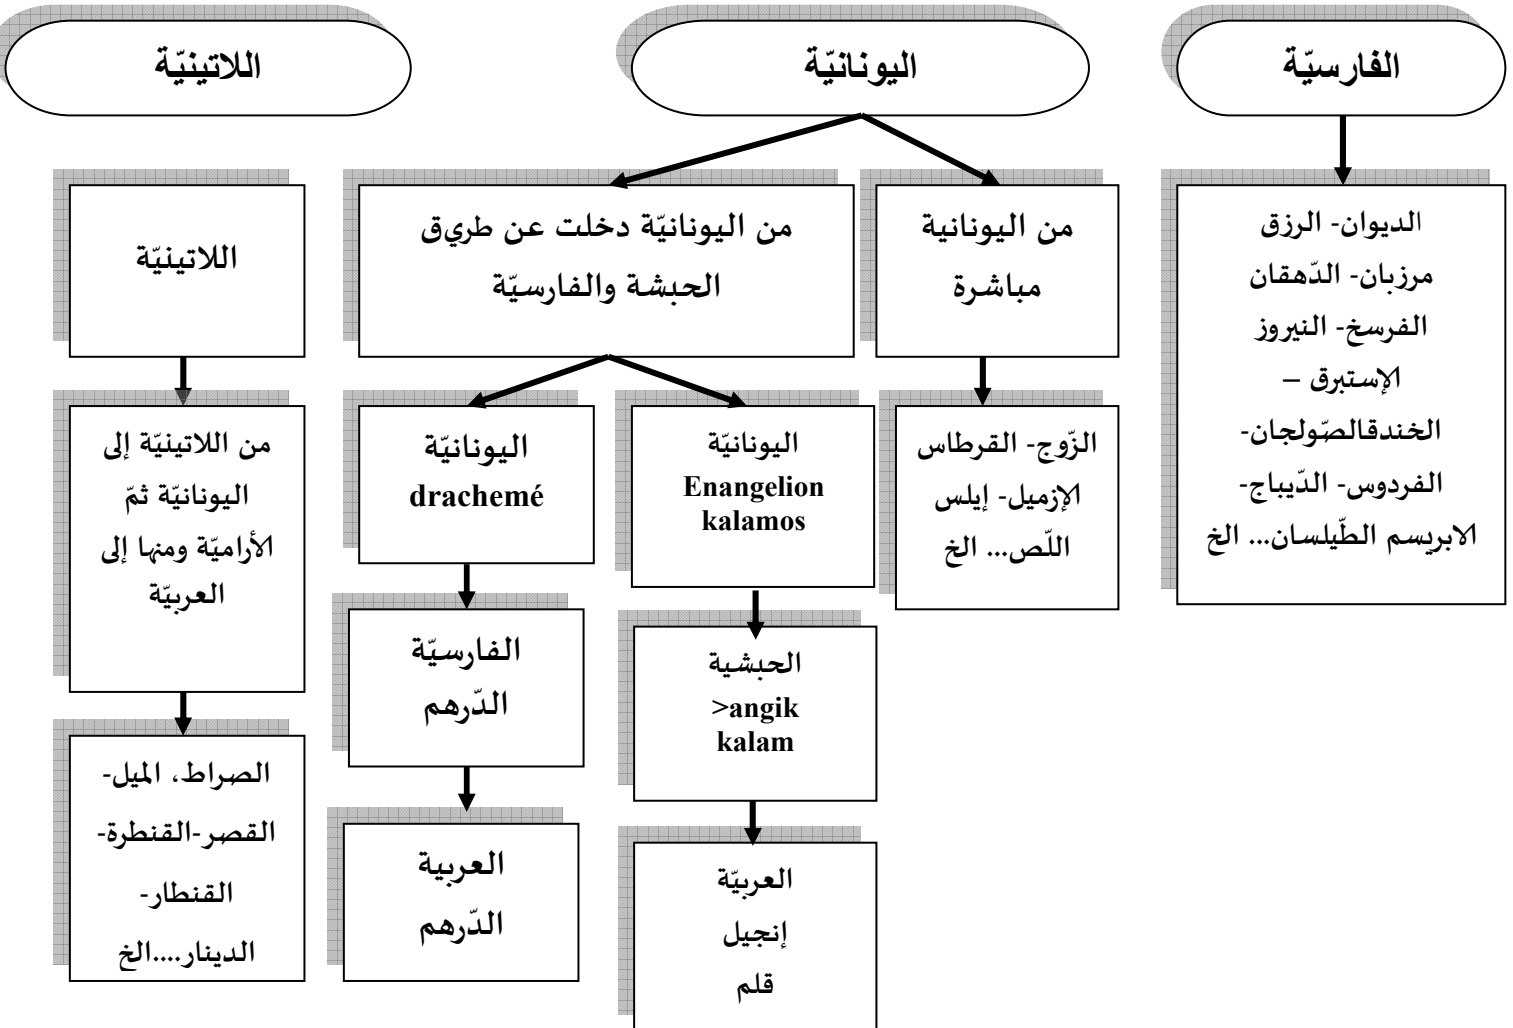 الفارسيّة
اليونانيّة
اللاتينيّة
الديوان- الرزق
مرزبان- الدّهقان
الفرسخ- النيروز
الإستبرق –
الخندقالصّولجان-
الفردوس- الدّيباج-
الابريسم الطّيلسان... الخ
من اليونانية
مباشرة
من اليونانيّة دخلت عن طريق
الحبشة والفارسيّة
اللاتينيّة
الزّوج- القرطاس
الإزميل- إيلس
اللّص... الخ
اليونانيّة
Enangelion
kalamos
اليونانيّة
drachemé
من اللاتينيّة إلى
اليونانيّة ثمّ
الأراميّة ومنها إلى
العربيّة
الحبشية
>angik
kalam
الفارسيّة
الدّرهم
الصراط، الميل-
القصر-القنطرة-
القنطار-
الدينار....الخ
العربيّة
إنجيل
قلم
العربية
الدّرهم